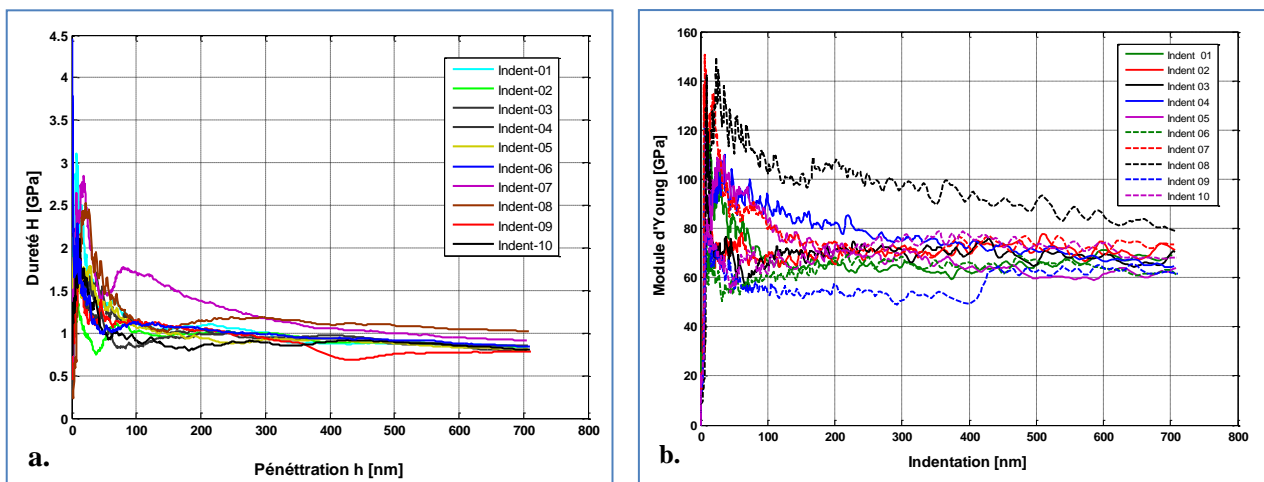 Dureté H [GPa]
4.5
4
3.5
3
2.5
2
1.5
1
0.5
0
0
100
200
300
400
500
600
700
800
Pénéttration h [nm]
Indent-01
Indent-02
Indent-03
Indent-04
Indent-05
Indent-06
Indent-07
Indent-08
Indent-09
Indent-10
a.
Module d'Young [GPa]
160
140
120
100
80
60
40
20
0
0
100
200
300
400
500
600
700
800
Indentation [nm]
Indent 01
Indent 02
Indent 03
Indent 04
Indent 05
Indent 06
Indent 07
Indent 08
Indent 09
Indent 10
b.